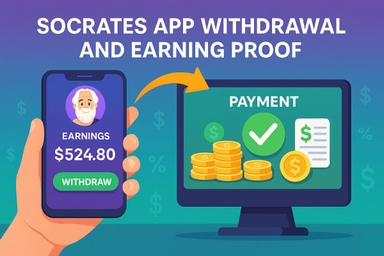 SOCRATES APP WITHDRAWAL
AND EARNING PROOF
EARNINGS
$524.80
WITHDRAW
PAYMENT
$
$
$
$
$
%
$
%
$